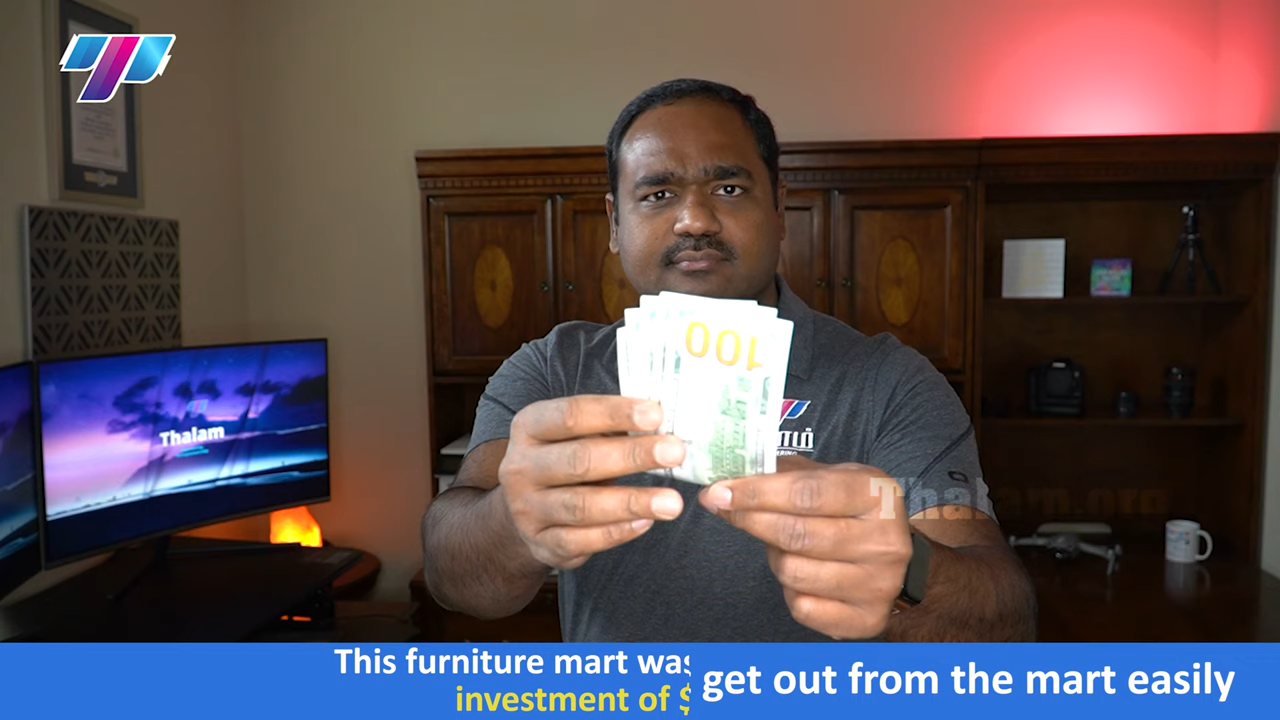 Thalam
100
Thalam.org
This furniture mart was
investment of $
get out from the mart easily